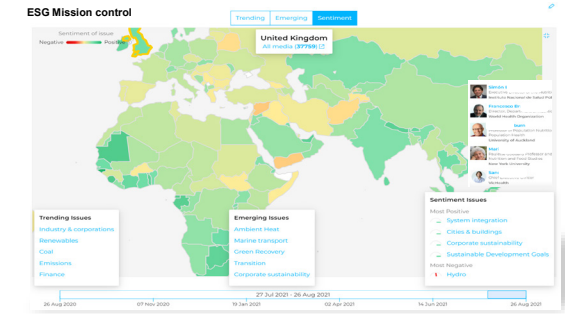 ESG Mission control
Trending
Emerging
Sentiment
Sentiment of issue
Negative
Positive
United Kingdom
All media (37769)
World Health Organisation
University of Auckland
New York University
Trending Issues
Industry & corporations
Renewables
Coal
Emissions
Finance
Emerging Issues
Ambient Heat
Marine transport
Green Recovery
Transition
Corporate sustainability
Sentiment Issues
Most Positive
System integration
Cities & buildings
Corporate sustainability
Sustainable Development Goals
Most Negative
Hydro
27 Jul 2021 - 26 Aug 2021
26 Aug 2020
07 Nov 2020
19 Jan 2021
02 Apr 2021
14 Jun 2021
26 Aug 2021